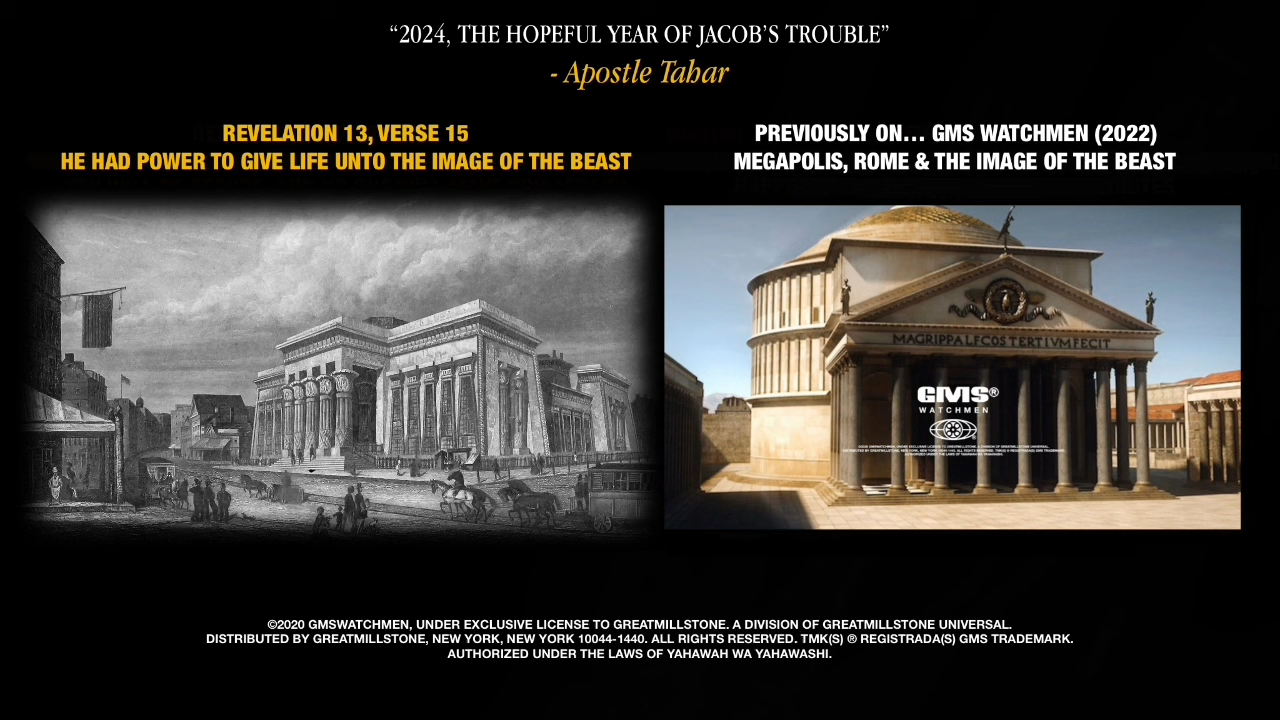 “2024, THE HOPEFUL YEAR OF JACOB’S TROUBLE”
- Apostle Tahar
REVELATION 13, VERSE 15
HE HAD POWER TO GIVE LIFE UNTO THE IMAGE OF THE BEAST
PREVIOUSLY ON... GMS WATCHMEN (2022)
MEGAPOLIS, ROME & THE IMAGE OF THE BEAST
MAGRIPPALFCOSTERTIVMFECIT
GMS®
WATCHMEN
©2020 GMSWATCHMEN, UNDER EXCLUSIVE LICENSE TO GREATMILLSTONE. A DIVISION OF GREATMILLSTONE UNIVERSAL.
DISTRIBUTED BY GREATMILLSTONE, NEW YORK, NEW YORK 10044-1440. ALL RIGHTS RESERVED. TMK(S) ® REGISTRADA(S) GMS TRADEMARK.
AUTHORIZED UNDER THE LAWS OF YAHAWAH WA YAHAWASHI.